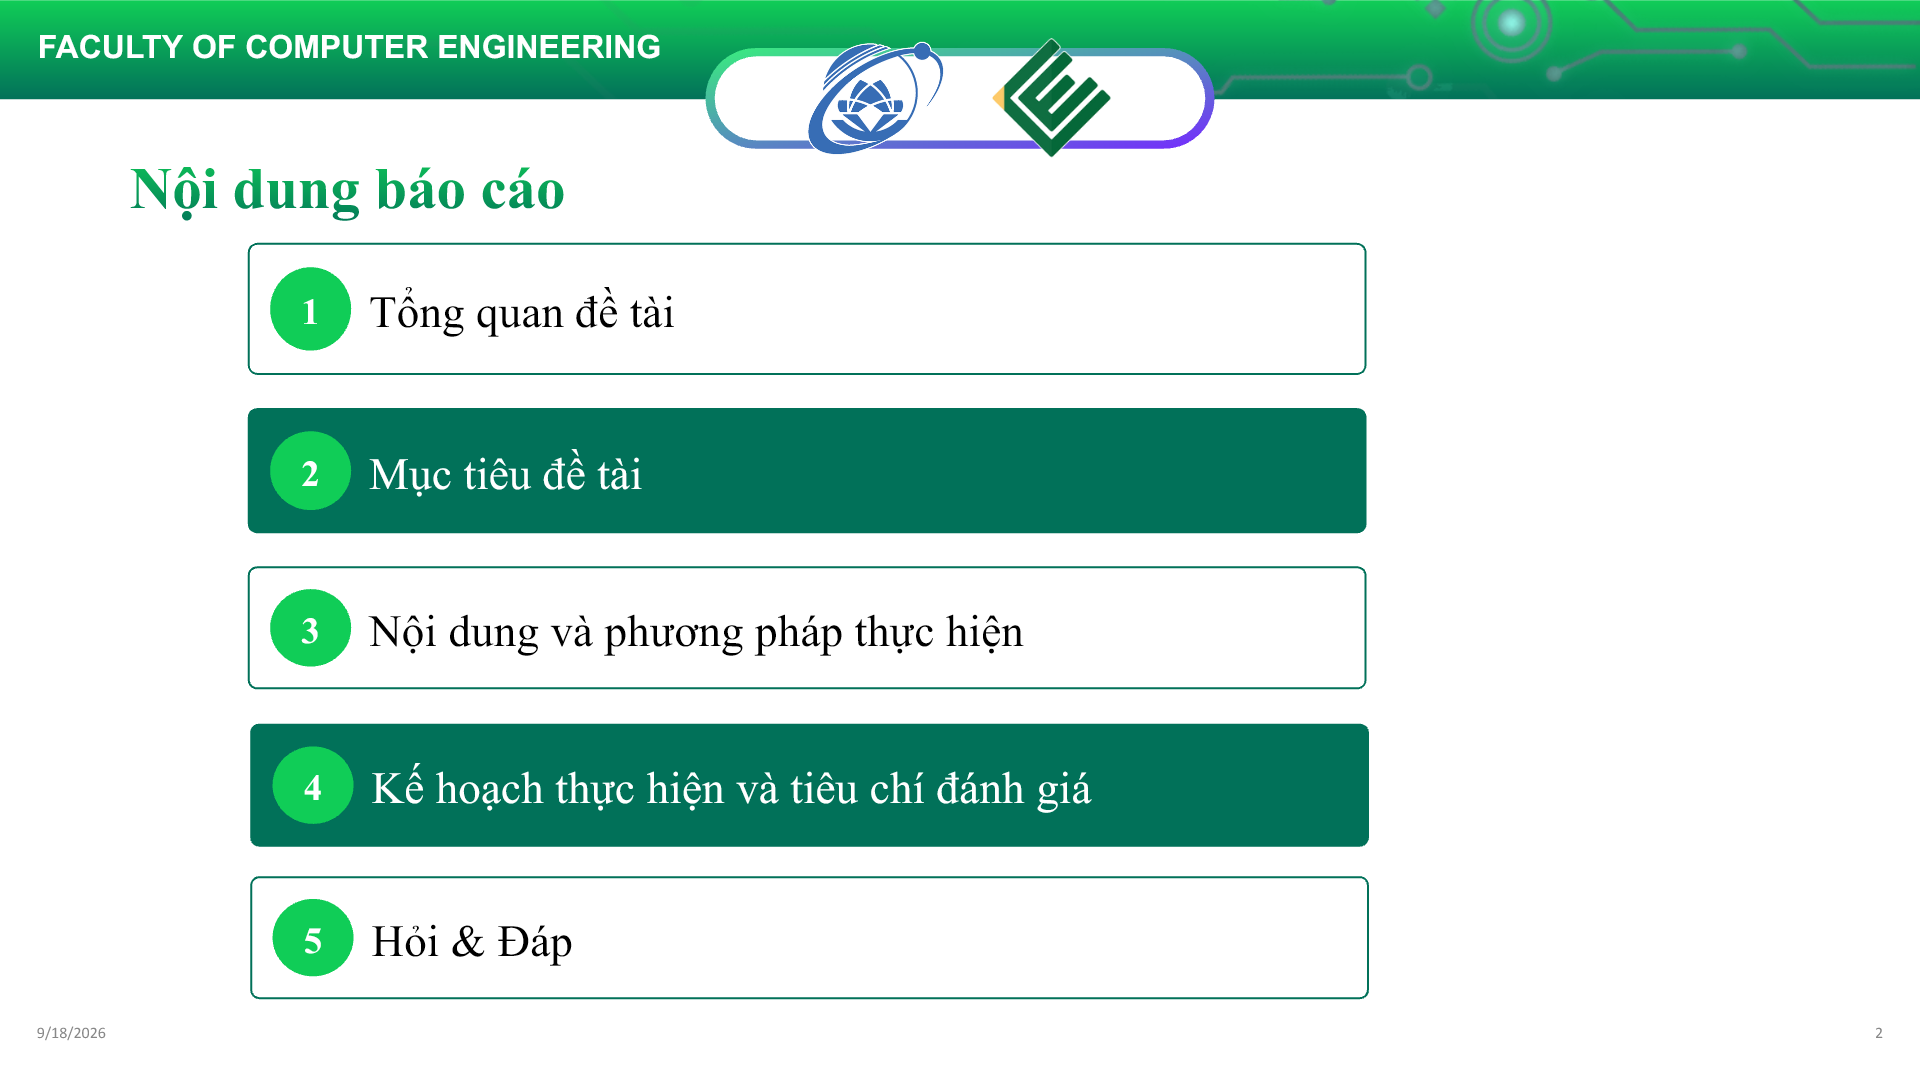 FACULTY OF COMPUTER ENGINEERING
Nội dung báo cáo
1 Tổng quan đề tài
2 Mục tiêu đề tài
3 Nội dung và phương pháp thực hiện
4 Kế hoạch thực hiện và tiêu chí đánh giá
5 Hỏi & Đáp
9/18/2026
2